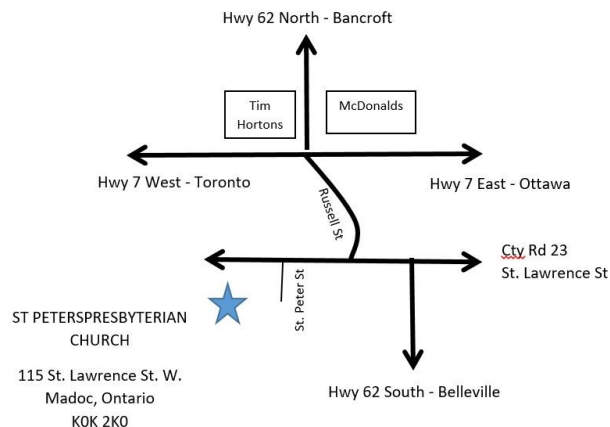 Hwy 62 North - Bancroft
Tim
Hortons
McDonalds
Hwy 7 West - Toronto
Hwy 7 East - Ottawa
Russell St
Cty Rd 23
St. Lawrence St
St. Peter St
ST PETERSPRESBYTERIAN
CHURCH
115 St. Lawrence St. W.
Madoc, Ontario
K0K 2K0
Hwy 62 South - Belleville